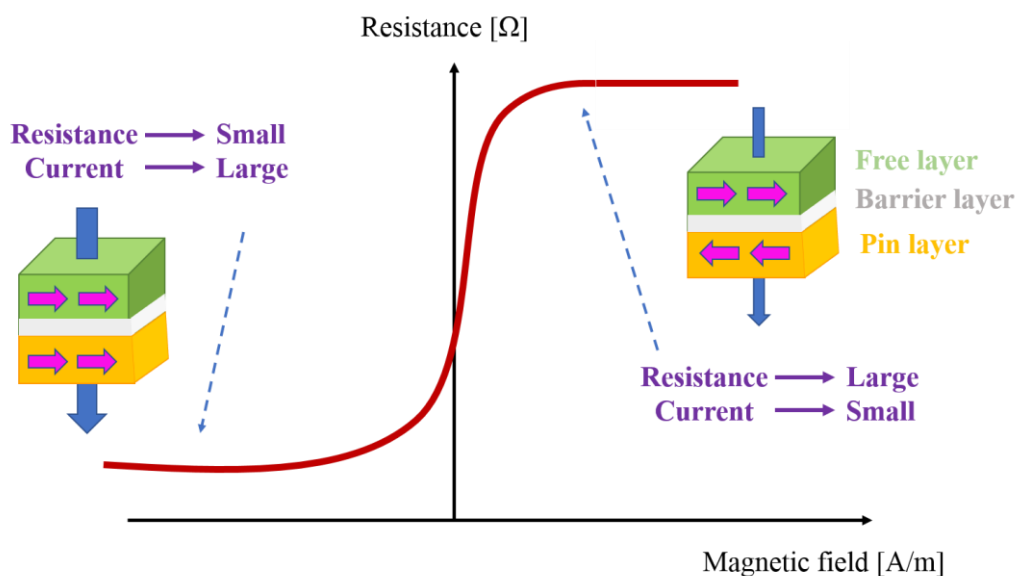 Resistance [Ω]
Resistance → Small
Current → Large
Free layer
Barrier layer
Pin layer
Resistance → Large
Current → Small
Magnetic field [A/m]